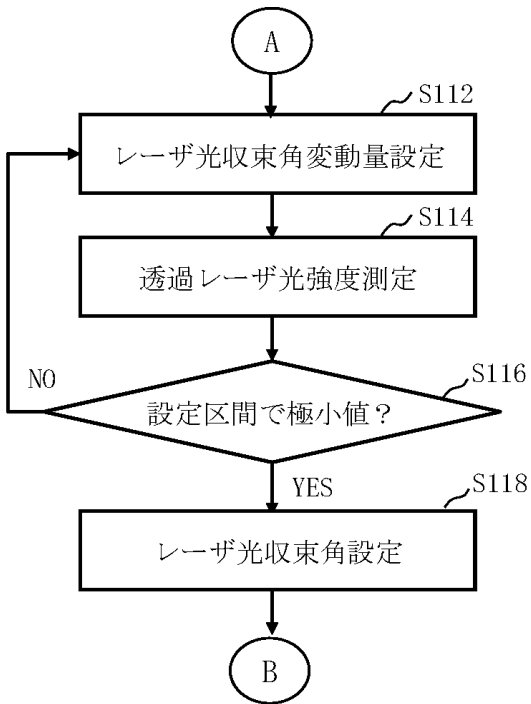 A
S112
レーザ光収束角変動量設定
S114
透過レーザ光強度測定
S116
設定区間で極小値？
NO
YES
S118
レーザ光収束角設定
B